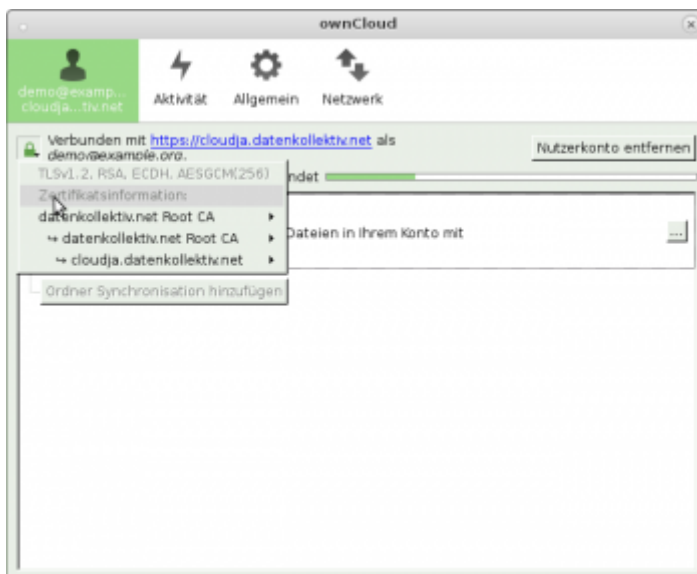 ownCloud
demo@examp...
cloudja...tiv.net
Aktivität
Allgemein
Netzwerk
Verbunden mit https://cloudja.datenkollektiv.net als
demo@example.org.
Nutzerkonto entfernen
TLSv1.2, RSA, ECDH, AESGCM(256)
ndet
Zertifikatsinformation:
datenkollektiv.net Root CA
↪ datenkollektiv.net Root CA
Dateien in Ihrem Konto mit
...
↪ cloudja.datenkollektiv.net
Ordner Synchronisation hinzufügen